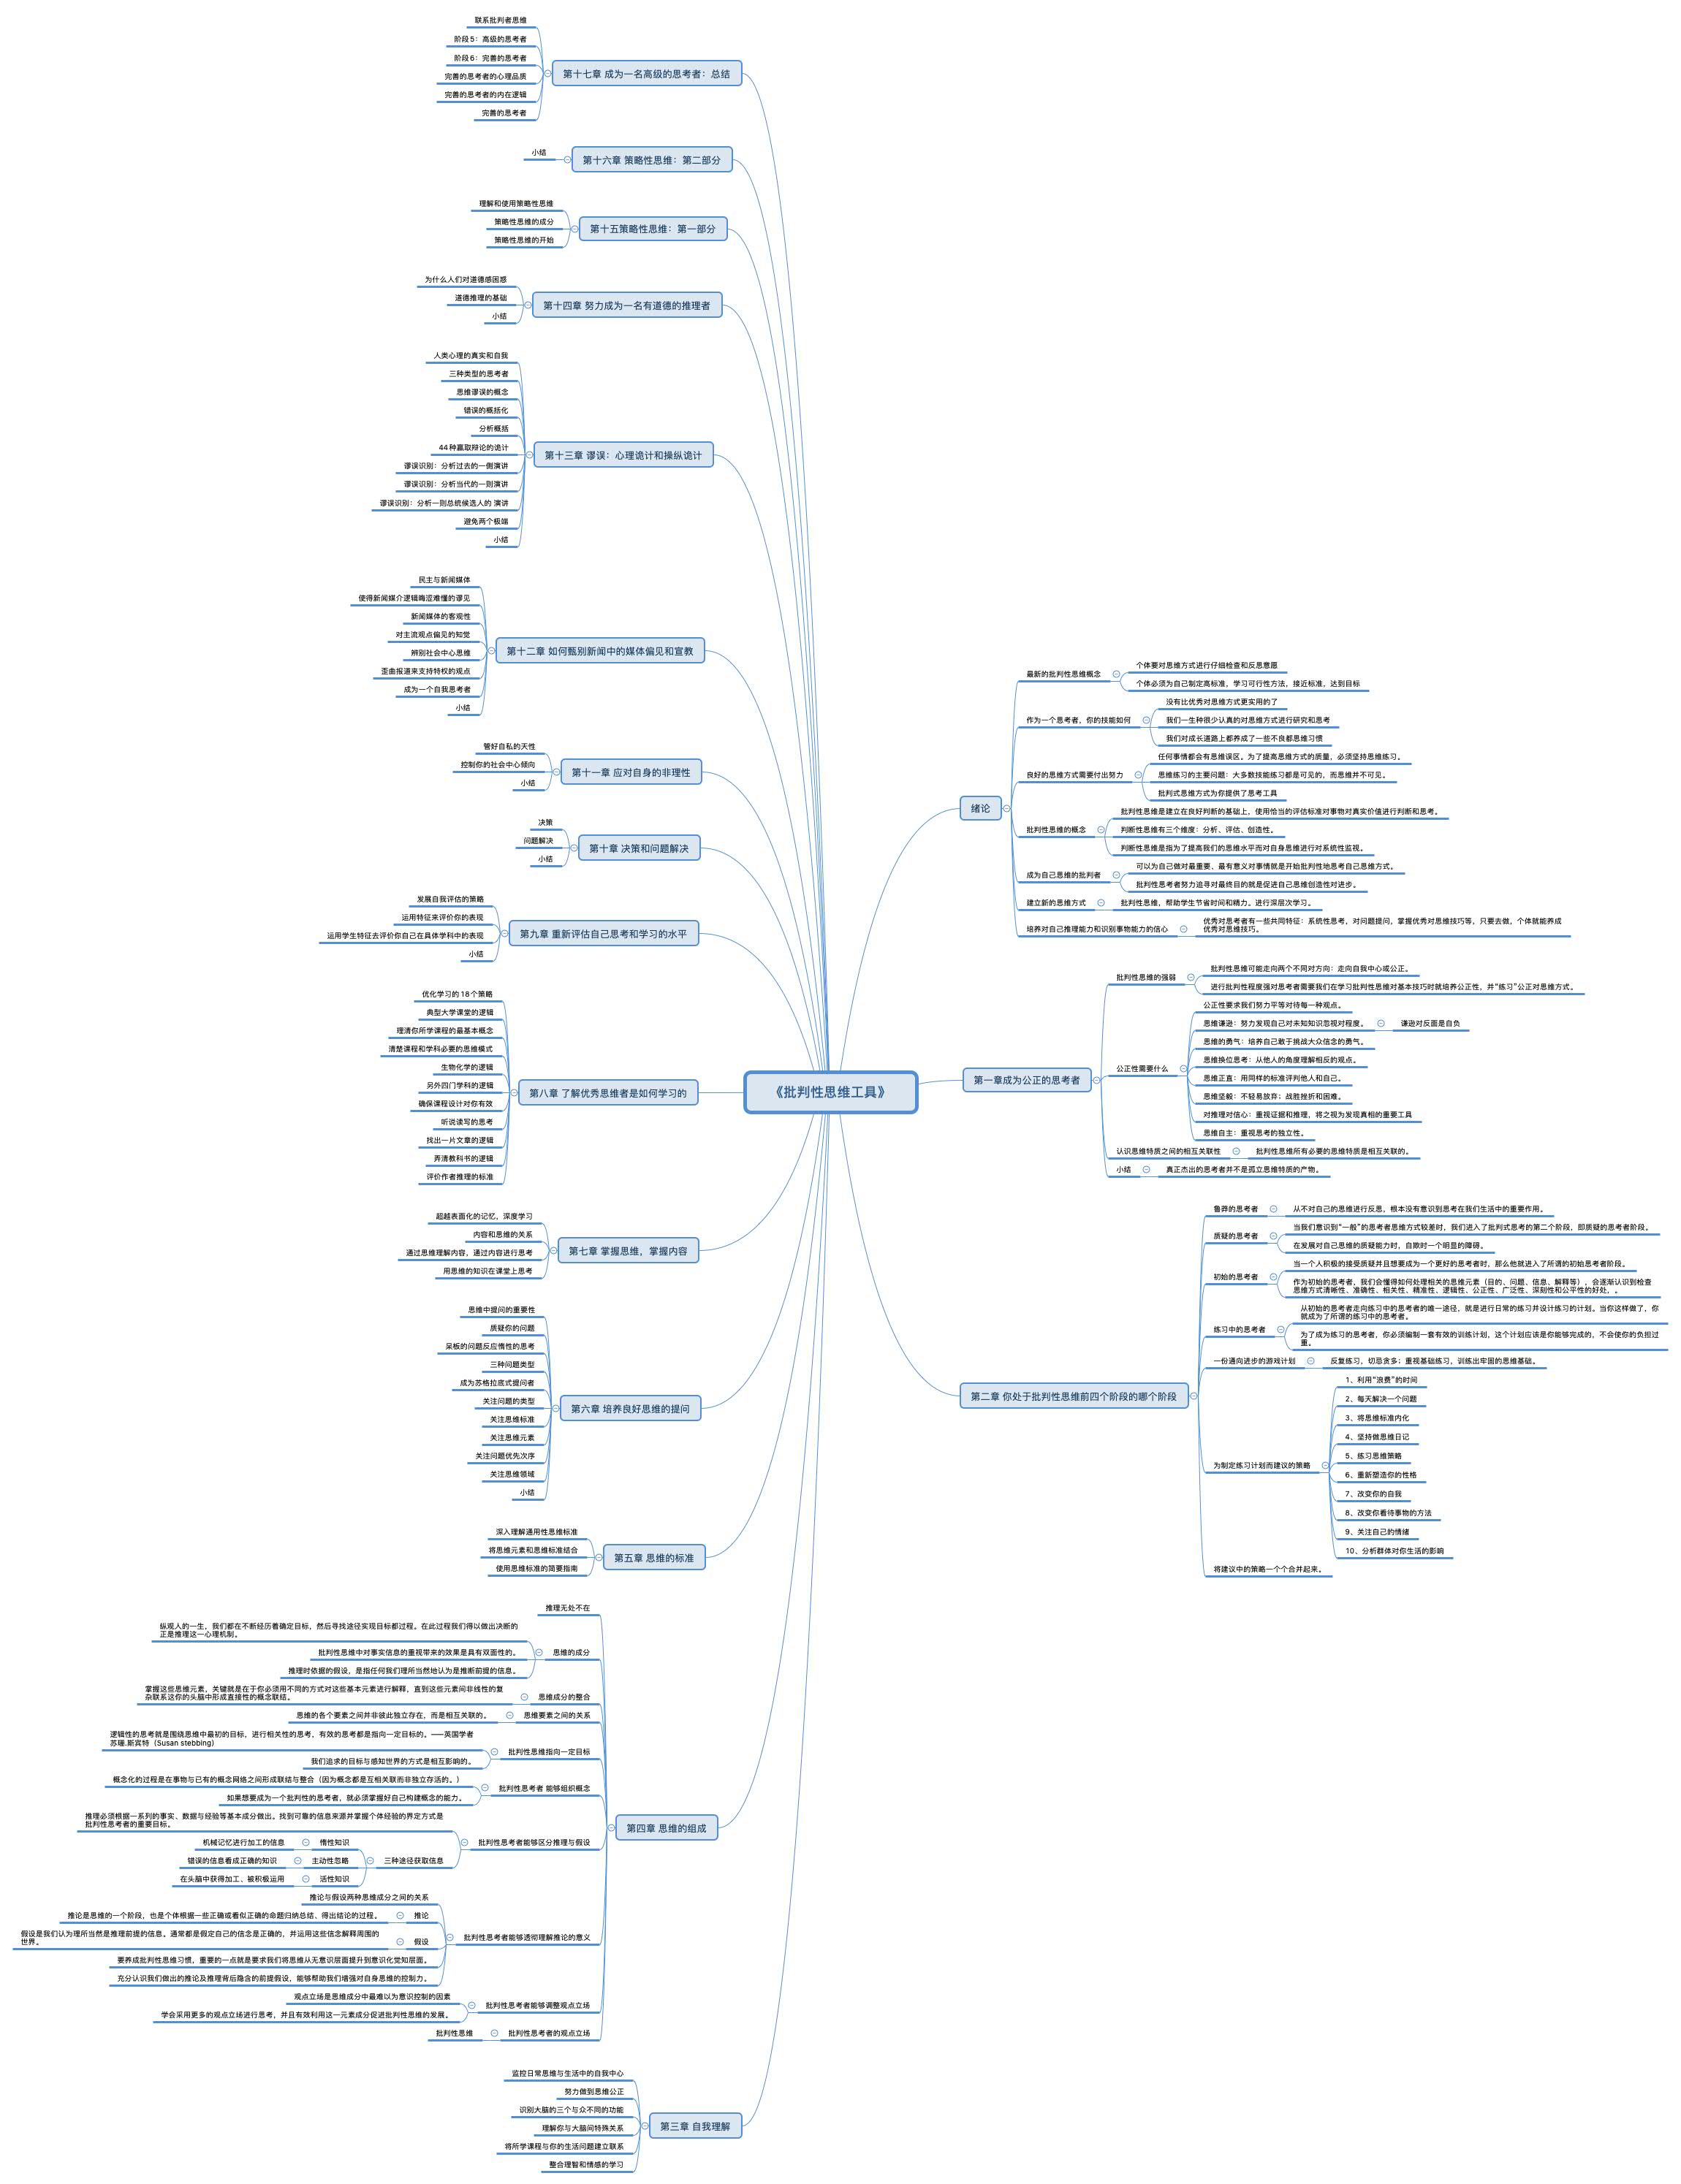 《批判性思维工具》
绪论
最新的批判性思维概念
个体要对思维方式进行仔细检查和反思意愿
个体必须为自己制定高标准，学习可行性方法，接近标准，达到目标
作为一个思考者，你的技能如何
没有比优秀对思维方式更实用的了
我们一生种很少认真的对思维方式进行研究和思考
我们对成长道路上都养成了一些不良都思维习惯
良好的思维方式需要付出努力
任何事情都会有思维误区。为了提高思维方式的质量，必须坚持思维练习。
思维练习的主要问题：大多数技能练习都是可见的，而思维并不可见。
批判式思维方式为你提供了思考工具
批判性思维的概念
批判性思维是建立在良好判断的基础上，使用恰当的评估标准对事物对真实价值进行判断和思考。
判断性思维有三个维度：分析、评估、创造性。
判断性思维是指为了提高我们的思维水平而对自身思维进行对系统性监视。
成为自己思维的批判者
可以为自己做对最重要、最有意义对事情就是开始批判性地思考自己思维方式。
批判性思考者努力追寻对最终目的就是促进自己思维创造性对进步。
建立新的思维方式
批判性思维，帮助学生节省时间和精力。进行深层次学习。
培养对自己推理能力和识别事物能力的信心
优秀对思考者有一些共同特征：系统性思考，对问题提问，掌握优秀对思维技巧等，只要去做，个体就能养成
优秀对思维技巧。
第一章成为公正的思考者
批判性思维的强弱
批判性思维可能走向两个不同对方向：走向自我中心或公正。
进行批判性程度强对思考者需要我们在学习批判性思维对基本技巧时就培养公正性，并“练习”公正对思维方式。
公正性需要什么
公正性要求我们努力平等对待每一种观点。
思维谦逊：努力发现自己对未知知识忽视对程度。
谦逊对反面是自负
思维的勇气：培养自己敢于挑战大众信念的勇气。
思维换位思考：从他人的角度理解相反的观点。
思维正直：用同样的标准评判他人和自己。
思维坚毅：不轻易放弃；战胜挫折和困难。
对推理对信心：重视证据和推理，将之视为发现真相的重要工具
思维自主：重视思考的独立性。
认识思维特质之间的相互关联性
批判性思维所有必要的思维特质是相互关联的。
小结
真正杰出的思考者并不是孤立思维特质的产物。
第二章 你处于批判性思维前四个阶段的哪个阶段
鲁莽的思考者
从不对自己的思维进行反思，根本没有意识到思考在我们生活中的重要作用。
质疑的思考者
当我们意识到“一般”的思考者思维方式较差时，我们进入了批判式思考的第二个阶段，即质疑的思考者阶段。
在发展对自己思维的质疑能力时，自欺时一个明显的障碍。
初始的思考者
当一个人积极的接受质疑并且想要成为一个更好的思考者时，那么他就进入了所谓的初始思考者阶段。
作为初始的思考者，我们会懂得如何处理相关的思维元素（目的、问题、信息、解释等），会逐渐认识到检查
思维方式清晰性、准确性、相关性、精准性、逻辑性、公正性、广泛性、深刻性和公平性的好处，。
练习中的思考者
从初始的思考者走向练习中的思考者的唯一途径，就是进行日常的练习并设计练习的计划。当你这样做了，你
就成为了所谓的练习中的思考者。
为了成为练习的思考者，你必须编制一套有效的训练计划，这个计划应该是你能够完成的，不会使你的负担过
重。
一份通向进步的游戏计划
反复练习，切忌贪多；重视基础练习，训练出牢固的思维基础。
为制定练习计划而建议的策略
1、利用“浪费”的时间
2、每天解决一个问题
3、将思维标准内化
4、坚持做思维日记
5、练习思维策略
6、重新塑造你的性格
7、改变你的自我
8、改变你看待事物的方法
9、关注自己的情绪
10、分析群体对你生活的影响
将建议中的策略一个个合并起来。
第三章 自我理解
监控日常思维与生活中的自我中心
努力做到思维公正
识别大脑的三个与众不同的功能
理解你与大脑间特殊关系
将所学课程与你的生活问题建立联系
整合理智和情感的学习
第四章 思维的组成
推理无处不在
思维的成分
纵观人的一生，我们都在不断经历着确定目标，然后寻找途径实现目标都过程。在此过程我们得以做出决断的
正是推理这一心理机制。
批判性思维中对事实信息的重视带来的效果是具有双面性的。
推理时依据的假设，是指任何我们理所当然地认为是推断前提的信息。
思维成分的整合
掌握这些思维元素，关键就是在于你必须用不同的方式对这些基本元素进行解释，直到这些元素间非线性的复
杂联系这你的头脑中形成直接性的概念联结。
思维要素之间的关系
思维的各个要素之间并非彼此独立存在，而是相互关联的。
批判性思维指向一定目标
逻辑性的思考就是围绕思维中最初的目标，进行相关性的思考，有效的思考都是指向一定目标的。——英国学者
苏珊.斯宾特（Susan stebbing）
我们追求的目标与感知世界的方式是相互影响的。
批判性思考者 能够组织概念
概念化的过程是在事物与已有的概念网络之间形成联结与整合（因为概念都是互相关联而非独立存活的。）
如果想要成为一个批判性的思考者，就必须掌握好自己构建概念的能力。
批判性思考者能够区分推理与假设
推理必须根据一系列的事实、数据与经验等基本成分做出。找到可靠的信息来源并掌握个体经验的界定方式是
批判性思考者的重要目标。
三种途径获取信息
惰性知识
机械记忆进行加工的信息
主动性忽略
错误的信息看成正确的知识
活性知识
在头脑中获得加工、被积极运用
批判性思考者能够透彻理解推论的意义
推论与假设两种思维成分之间的关系
推论
推论是思维的一个阶段，也是个体根据一些正确或看似正确的命题归纳总结、得出结论的过程。
假设
假设是我们认为理所当然是推理前提的信息。通常都是假定自己的信念是正确的，并运用这些信念解释周围的
世界。
要养成批判性思维习惯，重要的一点就是要求我们将思维从无意识层面提升到意识化觉知层面。
充分认识我们做出的推论及推理背后隐含的前提假设，能够帮助我们增强对自身思维的控制力。
批判性思考者能够调整观点立场
观点立场是思维成分中最难以为意识控制的因素
学会采用更多的观点立场进行思考，并且有效利用这一元素成分促进批判性思维的发展。
批判性思考者的观点立场
批判性思维
第五章 思维的标准
深入理解通用性思维标准
将思维元素和思维标准结合
使用思维标准的简要指南
第六章 培养良好思维的提问
思维中提问的重要性
质疑你的问题
呆板的问题反应惰性的思考
三种问题类型
成为苏格拉底式提问者
关注问题的类型
关注思维标准
关注思维元素
关注问题优先次序
关注思维领域
小结
第七章 掌握思维，掌握内容
超越表面化的记忆，深度学习
内容和思维的关系
通过思维理解内容，通过内容进行思考
用思维的知识在课堂上思考
第八章 了解优秀思维者是如何学习的
优化学习的 18 个策略
典型大学课堂的逻辑
理清你所学课程的最基本概念
清楚课程和学科必要的思维模式
生物化学的逻辑
另外四门学科的逻辑
确保课程设计对你有效
听说读写的思考
找出一片文章的逻辑
弄清教科书的逻辑
评价作者推理的标准
第九章 重新评估自己思考和学习的水平
发展自我评估的策略
运用特征来评价你的表现
运用学生特征去评价你自己在具体学科中的表现
小结
第十章 决策和问题解决
决策
问题解决
小结
第十一章 应对自身的非理性
管好自私的天性
控制你的社会中心倾向
小结
第十二章 如何甄别新闻中的媒体偏见和宣教
民主与新闻媒体
使得新闻媒介逻辑晦涩难懂的谬见
新闻媒体的客观性
对主流观点偏见的知觉
辨别社会中心思维
歪曲报道来支持特权的观点
成为一个自我思考者
小结
第十三章 谬误：心理诡计和操纵诡计
人类心理的真实和自我
三种类型的思考者
思维谬误的概念
错误的概括化
分析概括
44 种赢取辩论的诡计
谬误识别：分析过去的一侧演讲
谬误识别：分析当代的一则演讲
谬误识别：分析一则总统候选人的 演讲
避免两个极端
小结
第十四章 努力成为一名有道德的推理者
为什么人们对道德感困惑
道德推理的基础
小结
第十五策略性思维：第一部分
理解和使用策略性思维
策略性思维的成分
策略性思维的开始
第十六章 策略性思维：第二部分
小结
第十七章 成为一名高级的思考者：总结
联系批判者思维
阶段 5：高级的思考者
阶段 6：完善的思考者
完善的思考者的心理品质
完善的思考者的内在逻辑
完善的思考者